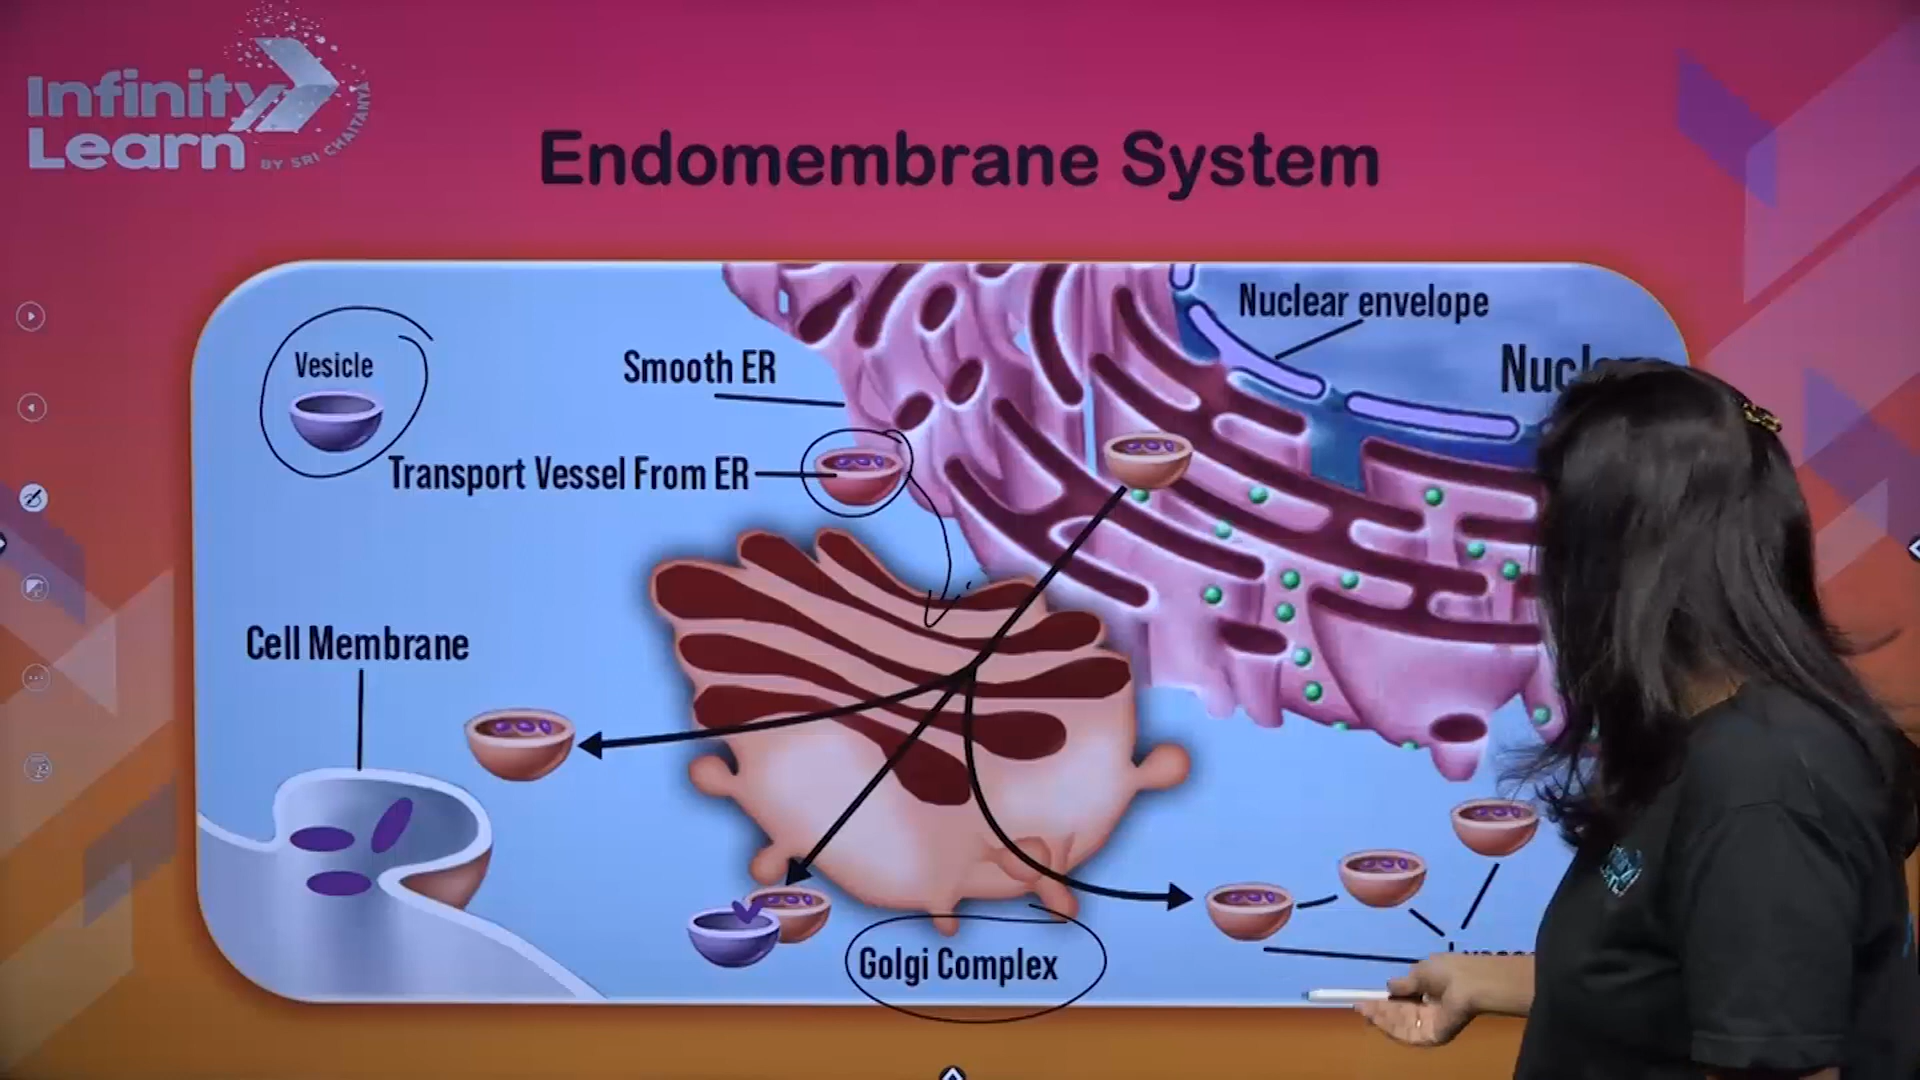 Infinity
Learn
BY SRI CHAITANYA
Endomembrane System
Nuclear envelope
Vesicle
Smooth ER
Transport Vessel From ER
Cell Membrane
Golgi Complex